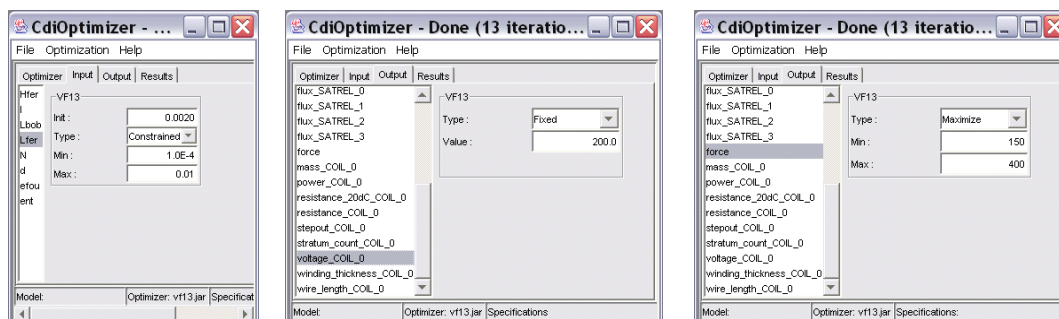 CdiOptimizer - ...
File Optimization Help
Optimizer Input Output Results
Hfer
l
Lbob
Lfer
N
d
efou
ent
VF13
Init : 0.0020
Type : Constrained
Min : 1.0E-4
Max : 0.01
Model: Optimizer: vf13.jar Specificat
CdiOptimizer - Done (13 iteratio...
File Optimization Help
Optimizer Input Output Results
flux_SATREL_0
flux_SATREL_1
flux_SATREL_2
flux_SATREL_3
force
mass_COIL_0
power_COIL_0
resistance_20dC_COIL_0
resistance_COIL_0
stepout_COIL_0
stratum_count_COIL_0
voltage_COIL_0
winding_thickness_COIL_0
wire_length_COIL_0
VF13
Type : Fixed
Value : 200.0
Model: Optimizer: vf13.jar Specifications
CdiOptimizer - Done (13 iteratio...
File Optimization Help
Optimizer Input Output Results
flux_SATREL_0
flux_SATREL_1
flux_SATREL_2
flux_SATREL_3
force
mass_COIL_0
power_COIL_0
resistance_20dC_COIL_0
resistance_COIL_0
stepout_COIL_0
stratum_count_COIL_0
voltage_COIL_0
winding_thickness_COIL_0
wire_length_COIL_0
VF13
Type : Maximize
Min : 150
Max : 400
Model: Optimizer: vf13.jar Specifications: